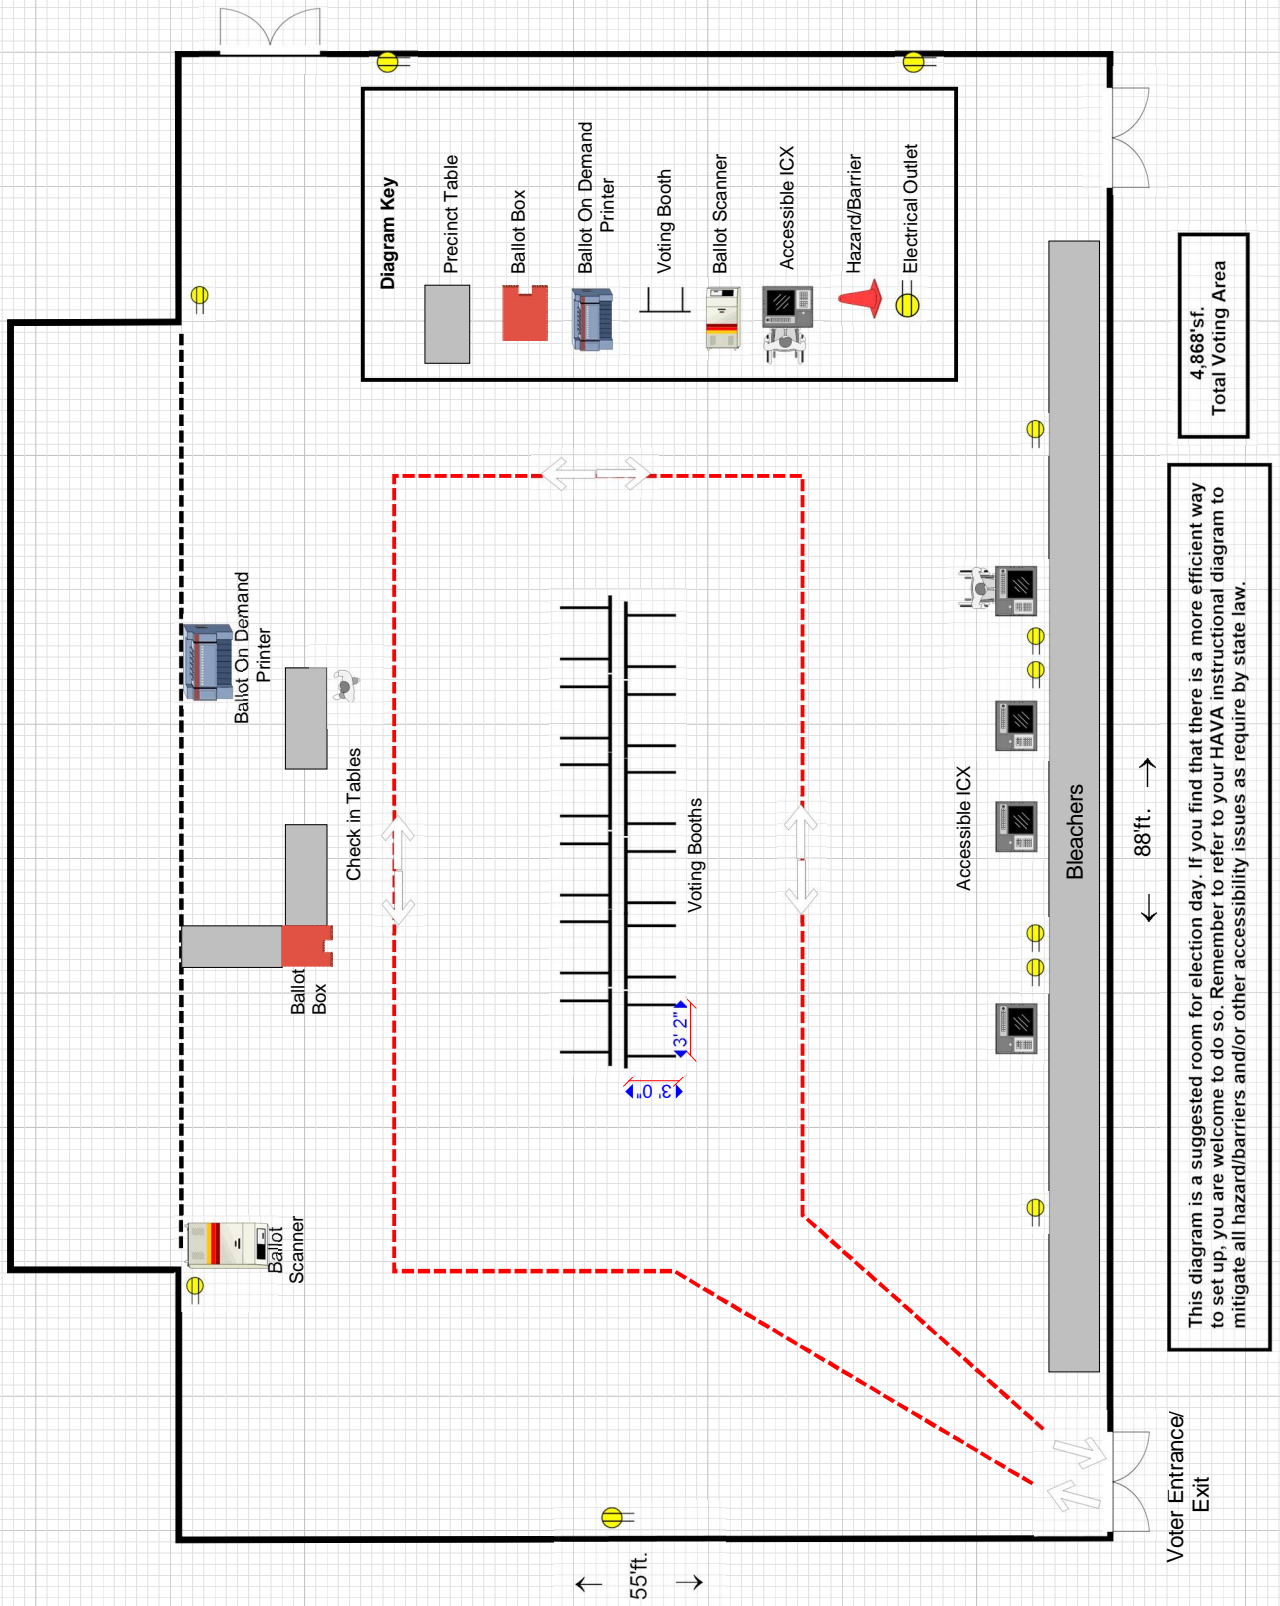 Diagram Key
Precinct Table
Ballot Box
Ballot On Demand
Printer
Voting Booth
Ballot Scanner
Accessible ICX
Hazard/Barrier
Electrical Outlet
Ballot On Demand
Printer
Check in Tables
Ballot
Box
Ballot
Scanner
Voting Booths
3' 2"
3' 0"
Accessible ICX
Bleachers
88'ft.
55'ft.
Voter Entrance/
Exit
4,868'sf.
Total Voting Area
This diagram is a suggested room for election day. If you find that there is a more efficient way
to set up, you are welcome to do so. Remember to refer to your HAVA instructional diagram to
mitigate all hazard/barriers and/or other accessibility issues as require by state law.